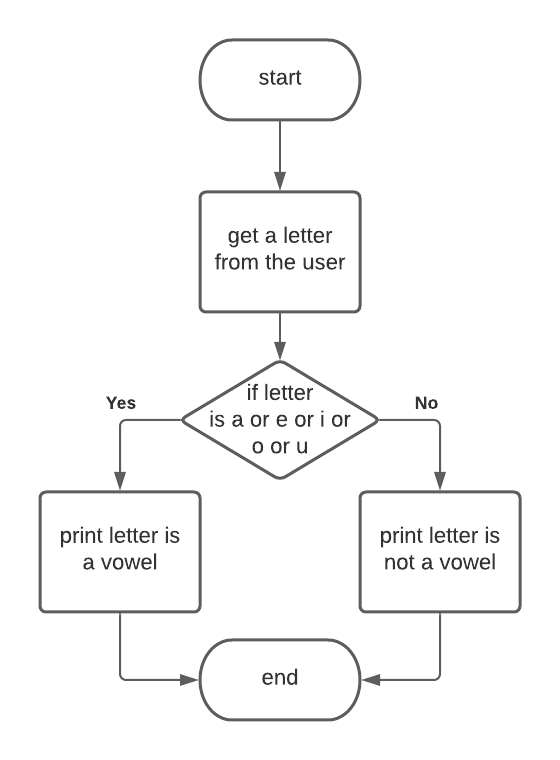 start
get a letter
from the user
if letter
is a or e or i or
o or u
Yes
No
print letter is
a vowel
print letter is
not a vowel
end